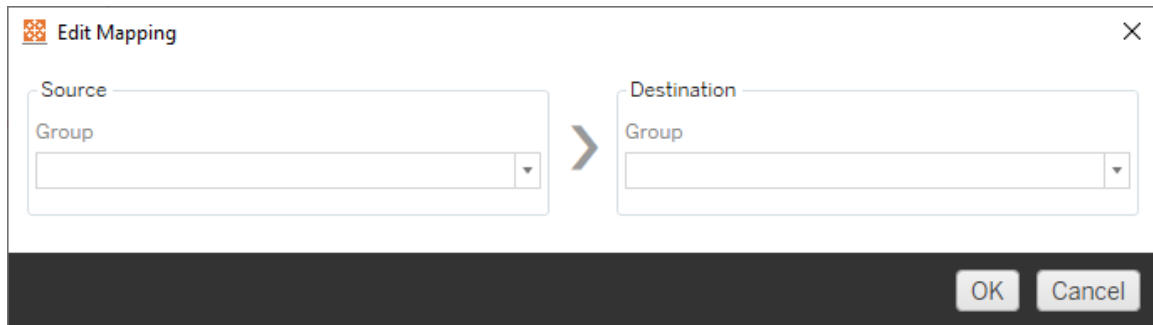 Edit Mapping
Source
Destination
Group
Group
OK
Cancel